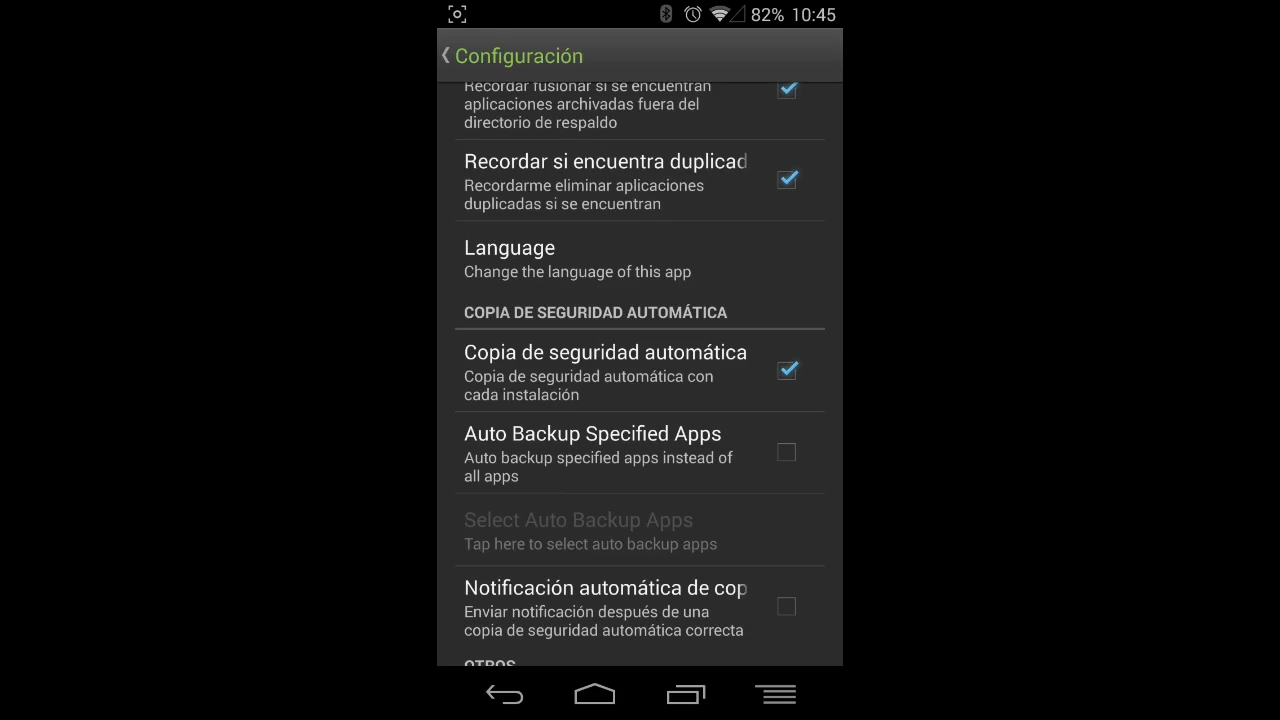 82% 10:45
Configuración
Recordar fusionar si se encuentran
aplicaciones archivadas fuera del
directorio de respaldo
Recordar si encuentra duplicad
Recordarme eliminar aplicaciones
duplicadas si se encuentran
Language
Change the language of this app
COPIA DE SEGURIDAD AUTOMÁTICA
Copia de seguridad automática
Copia de seguridad automática con
cada instalación
Auto Backup Specified Apps
Auto backup specified apps instead of
all apps
Select Auto Backup Apps
Tap here to select auto backup apps
Notificación automática de cop
Enviar notificación después de una
copia de seguridad automática correcta
OTROS